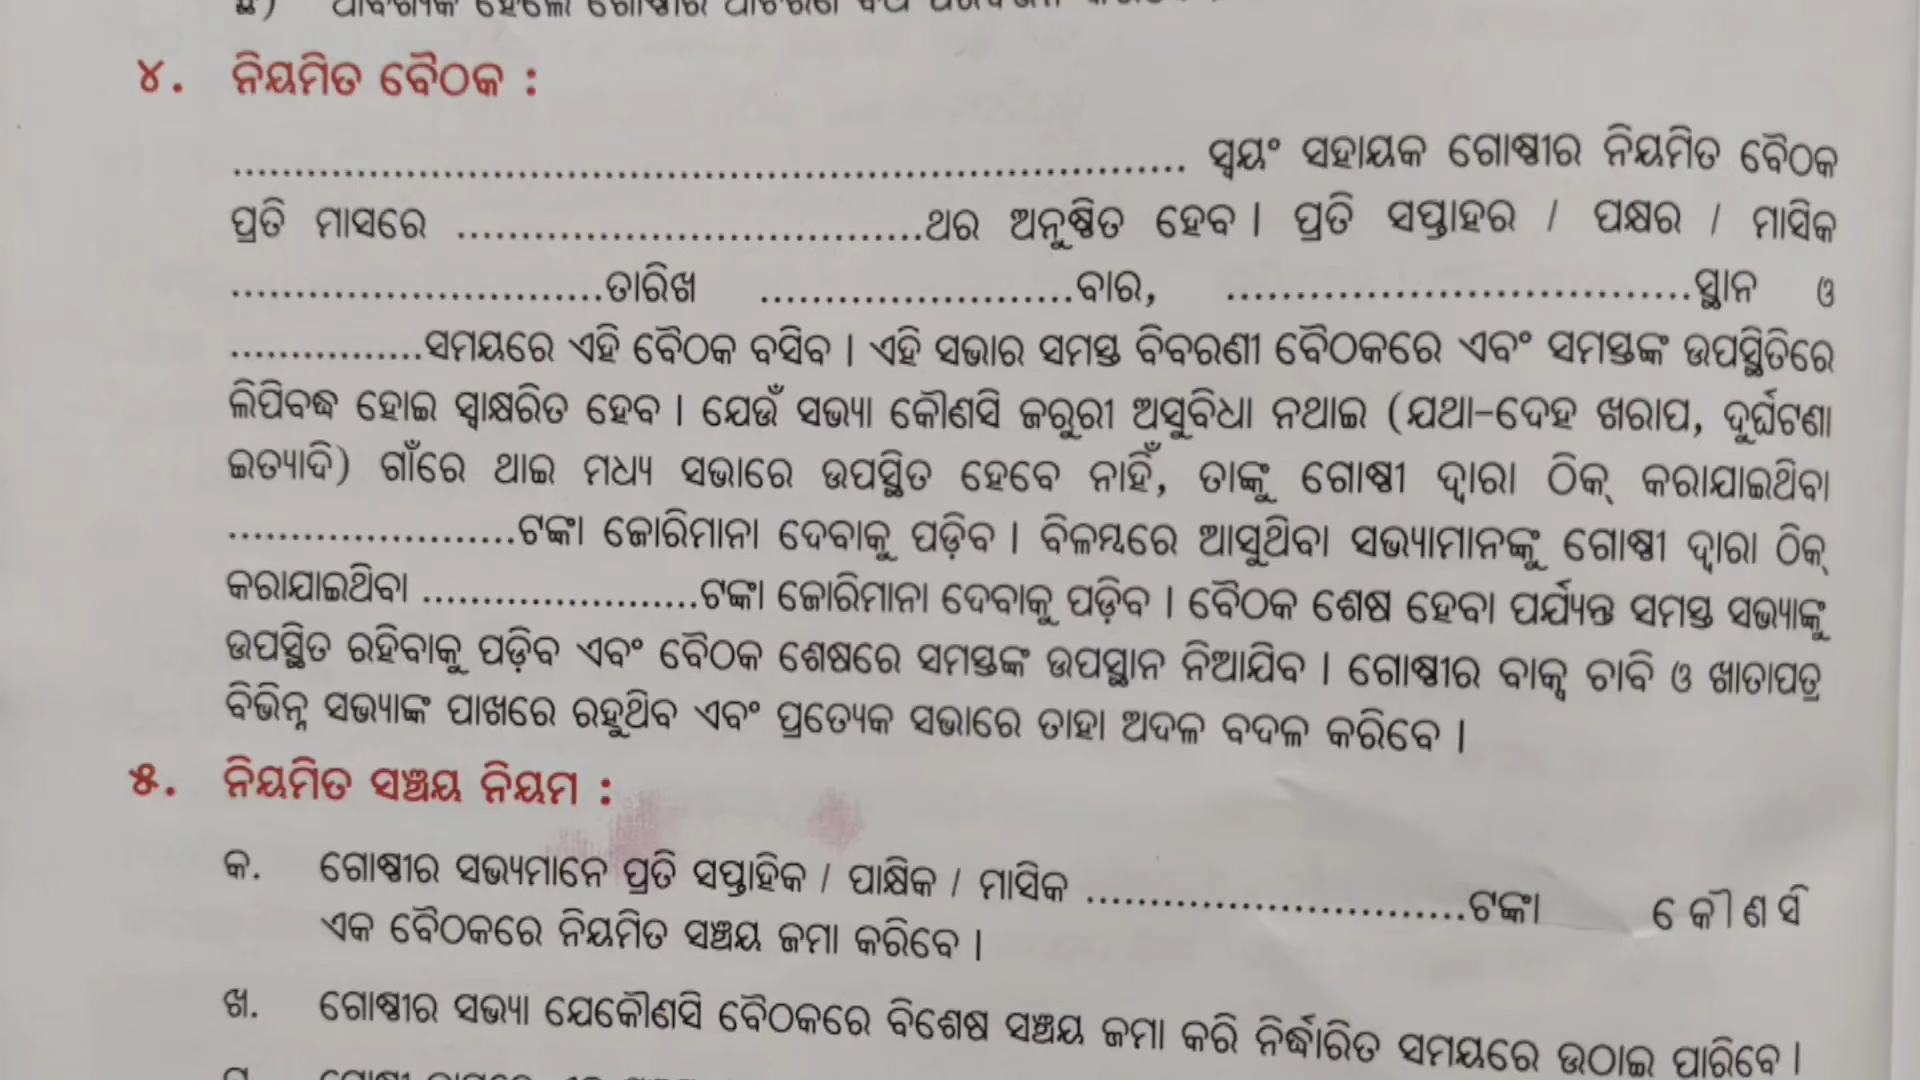 ୪. ନିୟମିତ ବୈଠକ :
.......................................................................... ସ୍ୱୟଂ ସହାୟକ ଗୋଷ୍ଠୀର ନିୟମିତ ବୈଠକ
ପ୍ରତି ମାସରେ ....................................ଥର ଅନୁଷ୍ଠିତ ହେବ । ପ୍ରତି ସପ୍ତାହର / ପକ୍ଷର / ମାସିକ
.............................ତାରିଖ ........................ବାର, ....................................ସ୍ଥାନ ଓ
...............ସମୟରେ ଏହି ବୈଠକ ବସିବ । ଏହି ସଭାର ସମସ୍ତ ବିବରଣୀ ବୈଠକରେ ଏବଂ ସମସ୍ତଙ୍କ ଉପସ୍ଥିତିରେ
ଲିପିବଦ୍ଧ ହୋଇ ସ୍ୱାକ୍ଷରିତ ହେବ । ଯେଉଁ ସଭ୍ୟା କୌଣସି ଜରୁରୀ ଅସୁବିଧା ନଥାଇ (ଯଥା-ଦେହ ଖରାପ, ଦୁର୍ଘଟଣା
ଇତ୍ୟାଦି) ଗାଁରେ ଥାଇ ମଧ୍ୟ ସଭାରେ ଉପସ୍ଥିତ ହେବେ ନାହିଁ, ତାଙ୍କୁ ଗୋଷ୍ଠୀ ଦ୍ୱାରା ଠିକ୍ କରାଯାଇଥିବା
......................ଟଙ୍କା ଜୋରିମାନା ଦେବାକୁ ପଡ଼ିବ । ବିଳମ୍ବରେ ଆସୁଥିବା ସଭ୍ୟାମାନଙ୍କୁ ଗୋଷ୍ଠୀ ଦ୍ୱାରା ଠିକ୍
କରାଯାଇଥିବା ......................ଟଙ୍କା ଜୋରିମାନା ଦେବାକୁ ପଡ଼ିବ । ବୈଠକ ଶେଷ ହେବା ପର୍ଯ୍ୟନ୍ତ ସମସ୍ତ ସଭ୍ୟାଙ୍କୁ
ଉପସ୍ଥିତ ରହିବାକୁ ପଡ଼ିବ ଏବଂ ବୈଠକ ଶେଷରେ ସମସ୍ତଙ୍କ ଉପସ୍ଥାନ ନିଆଯିବ । ଗୋଷ୍ଠୀର ବାକ୍ସ ଚାବି ଓ ଖାତାପତ୍ର
ବିଭିନ୍ନ ସଭ୍ୟାଙ୍କ ପାଖରେ ରହୁଥିବ ଏବଂ ପ୍ରତ୍ୟେକ ସଭାରେ ତାହା ଅଦଳ ବଦଳ କରିବେ ।
୫. ନିୟମିତ ସଞ୍ଚୟ ନିୟମ :
କ. ଗୋଷ୍ଠୀର ସଭ୍ୟମାନେ ପ୍ରତି ସପ୍ତାହିକ / ପାକ୍ଷିକ / ମାସିକ ..............................ଟଙ୍କା କୌଣସି
ଏକ ବୈଠକରେ ନିୟମିତ ସଞ୍ଚୟ ଜମା କରିବେ ।
ଖ. ଗୋଷ୍ଠୀର ସଭ୍ୟା ଯେକୌଣସି ବୈଠକରେ ବିଶେଷ ସଞ୍ଚୟ ଜମା କରି ନିର୍ଦ୍ଧାରିତ ସମୟରେ ଉଠାଇ ପାରିବେ ।